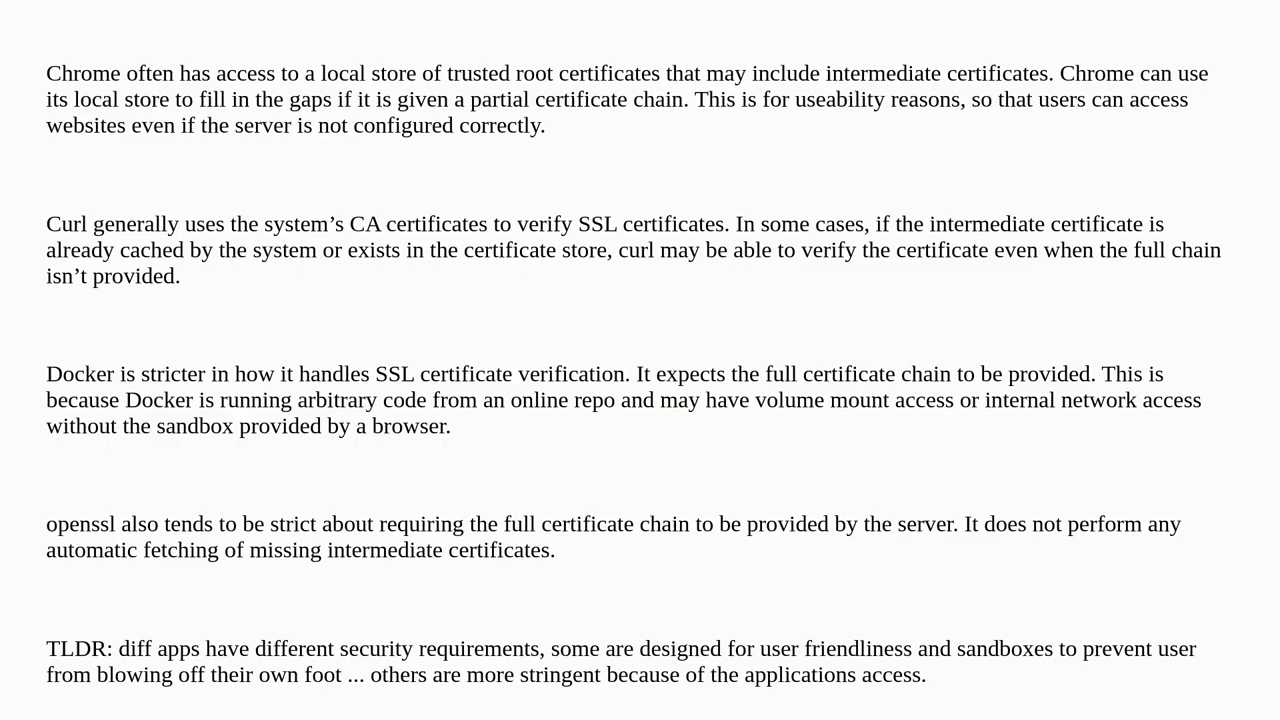 Chrome often has access to a local store of trusted root certificates that may include intermediate certificates. Chrome can use
its local store to fill in the gaps if it is given a partial certificate chain. This is for useability reasons, so that users can access
websites even if the server is not configured correctly.
Curl generally uses the system’s CA certificates to verify SSL certificates. In some cases, if the intermediate certificate is
already cached by the system or exists in the certificate store, curl may be able to verify the certificate even when the full chain
isn’t provided.
Docker is stricter in how it handles SSL certificate verification. It expects the full certificate chain to be provided. This is
because Docker is running arbitrary code from an online repo and may have volume mount access or internal network access
without the sandbox provided by a browser.
openssl also tends to be strict about requiring the full certificate chain to be provided by the server. It does not perform any
automatic fetching of missing intermediate certificates.
TLDR: diff apps have different security requirements, some are designed for user friendliness and sandboxes to prevent user
from blowing off their own foot ... others are more stringent because of the applications access.